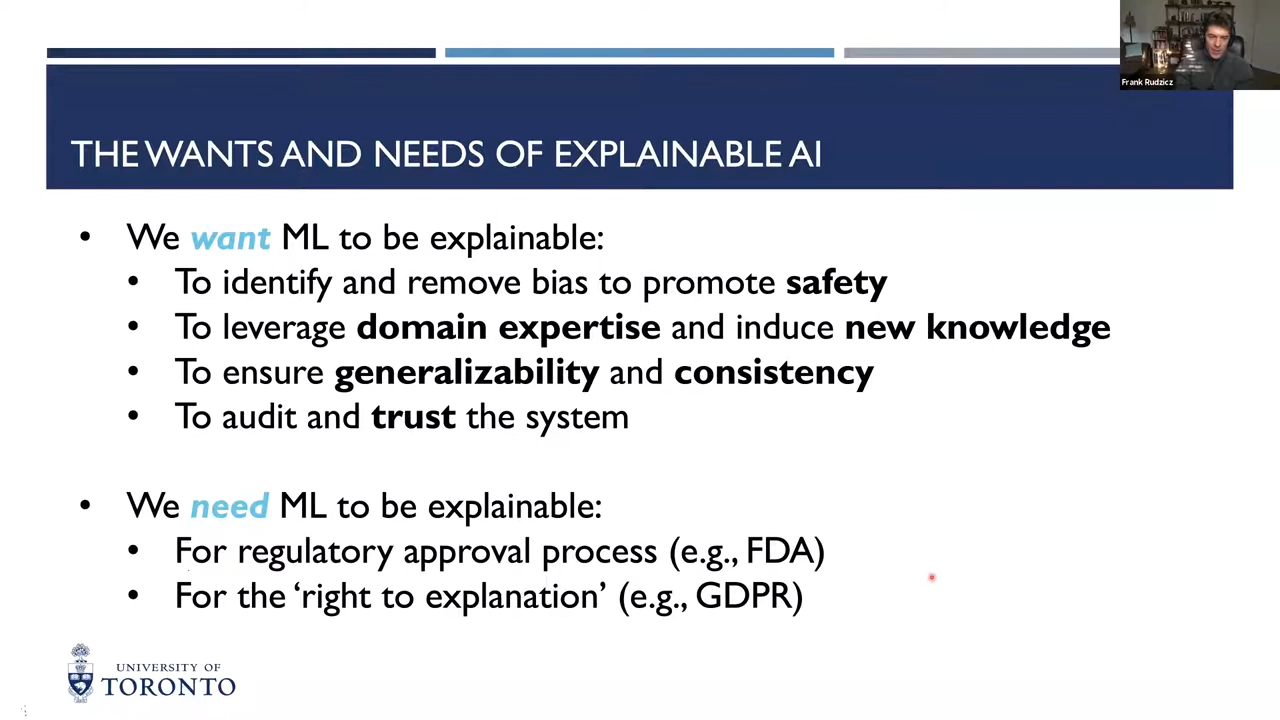 Frank Rudzicz
THE WANTS AND NEEDS OF EXPLAINABLE AI
• We want ML to be explainable:
• To identify and remove bias to promote safety
• To leverage domain expertise and induce new knowledge
• To ensure generalizability and consistency
• To audit and trust the system
• We need ML to be explainable:
• For regulatory approval process (e.g., FDA)
• For the ‘right to explanation’ (e.g., GDPR)
UNIVERSITY OF
TORONTO